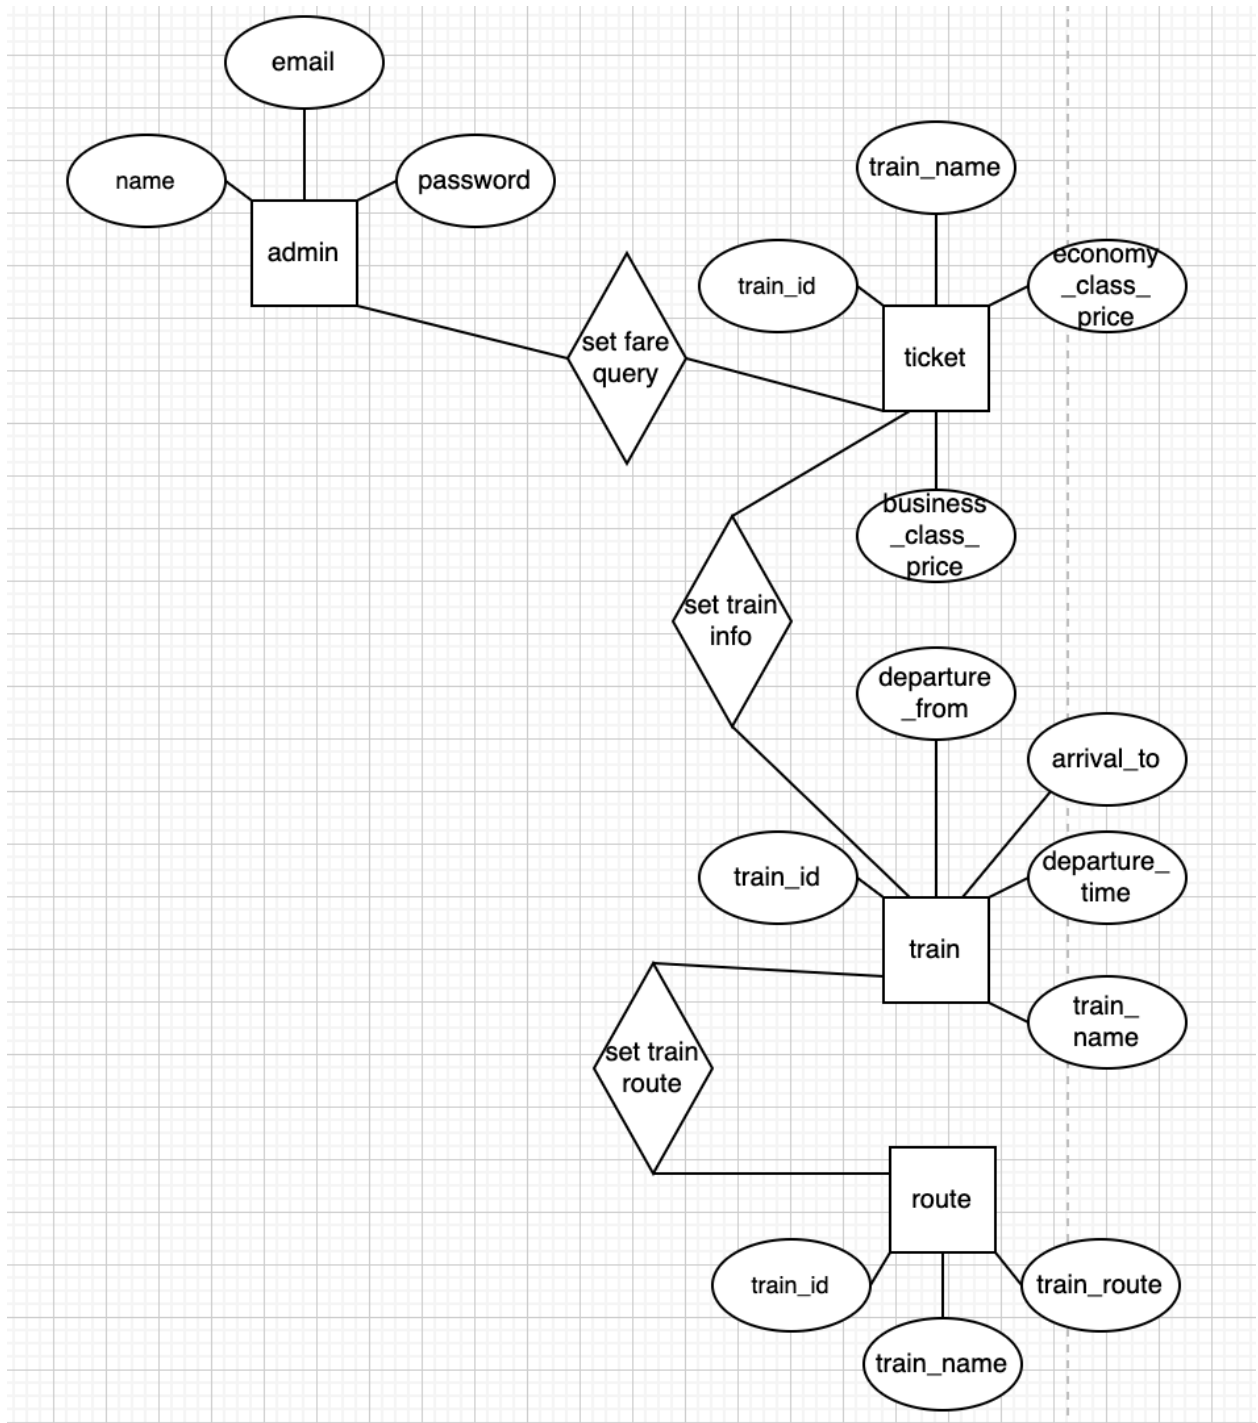 email
name
password
admin
train_name
train_id
economy
_class_
price
set fare
query
ticket
business
_class_
price
set train
info
departure
_from
arrival_to
train_id
departure_
time
train
train_
name
set train
route
route
train_id
train_route
train_name